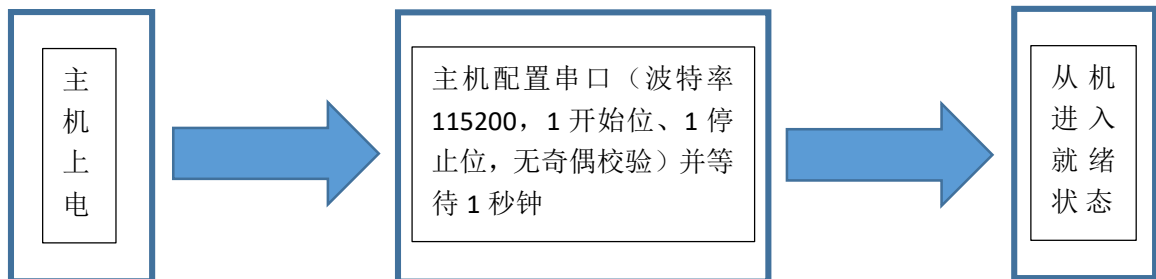 主
机
上
电
主机配置串口（波特率
115200，1 开始位、1 停
止位，无奇偶校验）并等
待 1 秒钟
从 机
进 入
就 绪
状 态